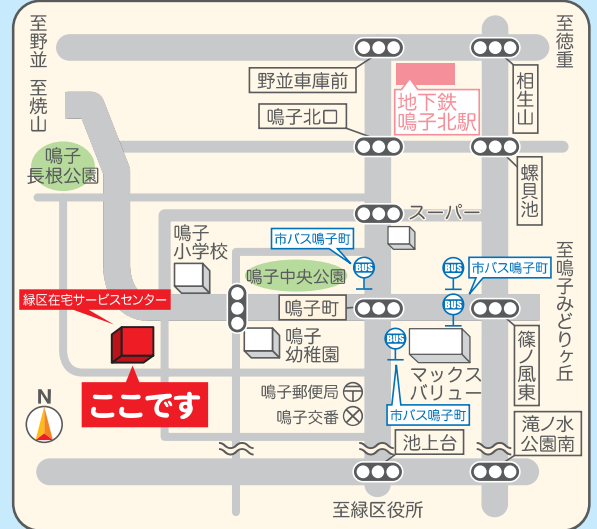 至野並
至焼山
至徳重
野並車庫前
地下鉄
鳴子北駅
相生山
鳴子北口
鳴子
長根公園
螺貝池
スーパー
鳴子
小学校
市バス鳴子町
BUS
BUS
市バス鳴子町
至鳴子みどりヶ丘
鳴子中央公園
緑区在宅サービスセンター
鳴子町
BUS
BUS
鳴子
幼稚園
篠ノ風東
マックス
バリュー
ここです
鳴子郵便局
鳴子交番
市バス鳴子町
N
池上台
滝ノ水
公園南
至緑区役所